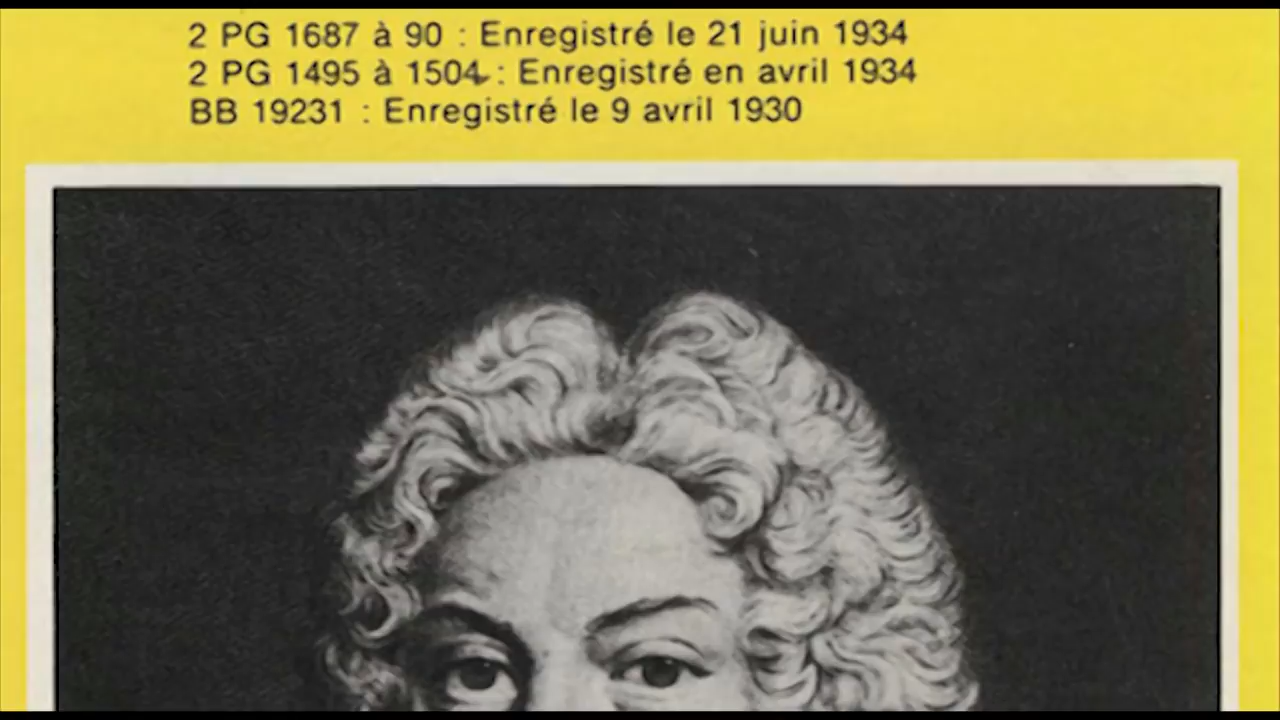 2 PG 1687 à 90 : Enregistré le 21 juin 1934
2 PG 1495 à 1504 : Enregistré en avril 1934
BB 19231 : Enregistré le 9 avril 1930